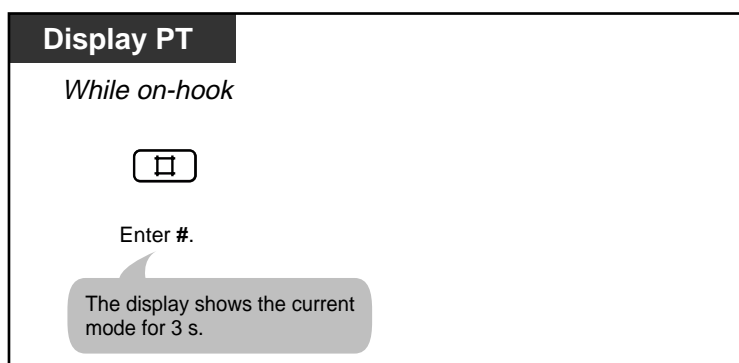 Display PT
While on-hook
#
Enter #.
The display shows the current
mode for 3 s.